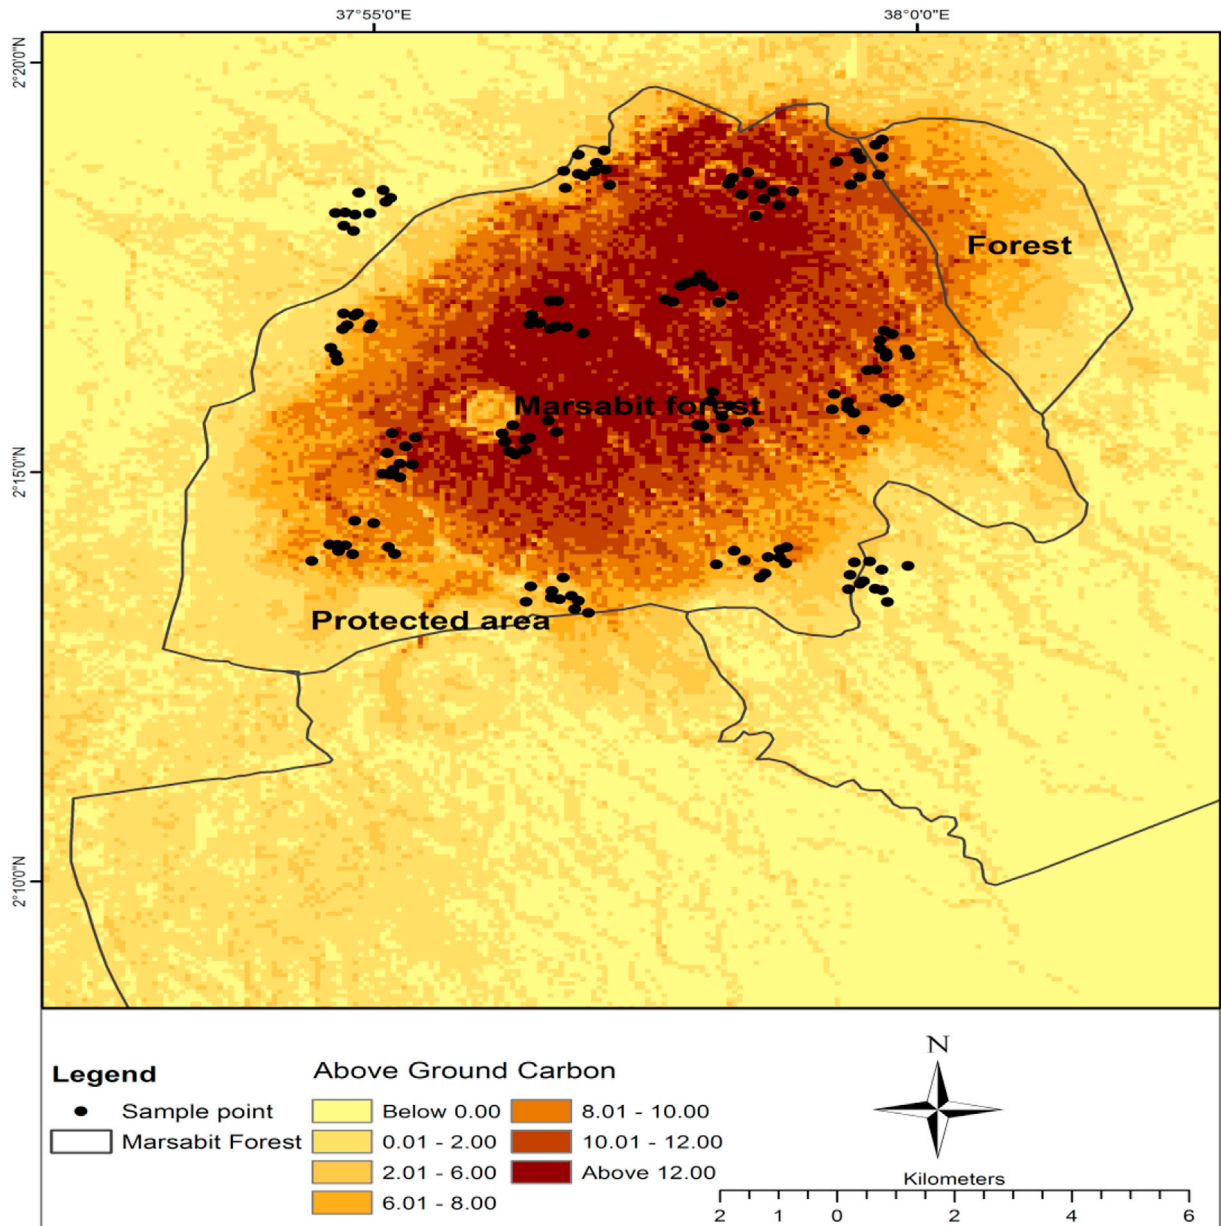 37°55'0"E 38°0'0"E
2°20'0"N
Forest
Marsabit forest
2°15'0"N
Protected area
2°10'0"N
Legend
Sample point
Marsabit Forest
Above Ground Carbon
Below 0.00
0.01 - 2.00
2.01 - 6.00
6.01 - 8.00
8.01 - 10.00
10.01 - 12.00
Above 12.00
N
Kilometers
2 1 0 2 4 6